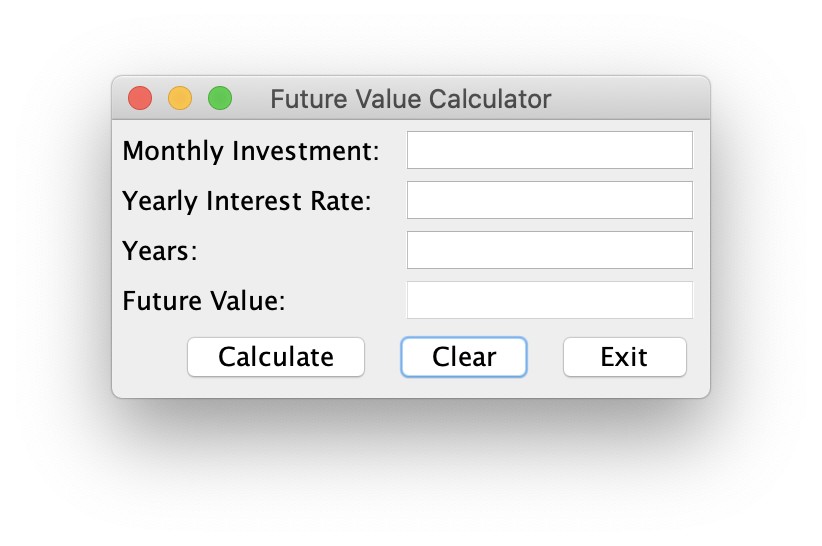 Future Value Calculator
Monthly Investment:
Yearly Interest Rate:
Years:
Future Value:
Calculate Clear Exit